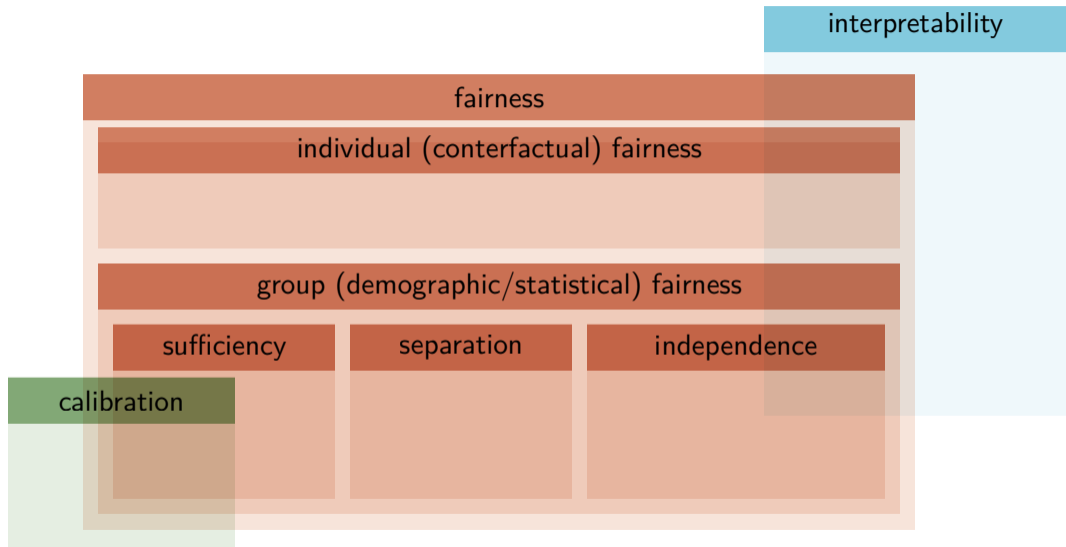 interpretability
fairness
individual (conterfactual) fairness
group (demographic/statistical) fairness
sufficiency
separation
independence
calibration